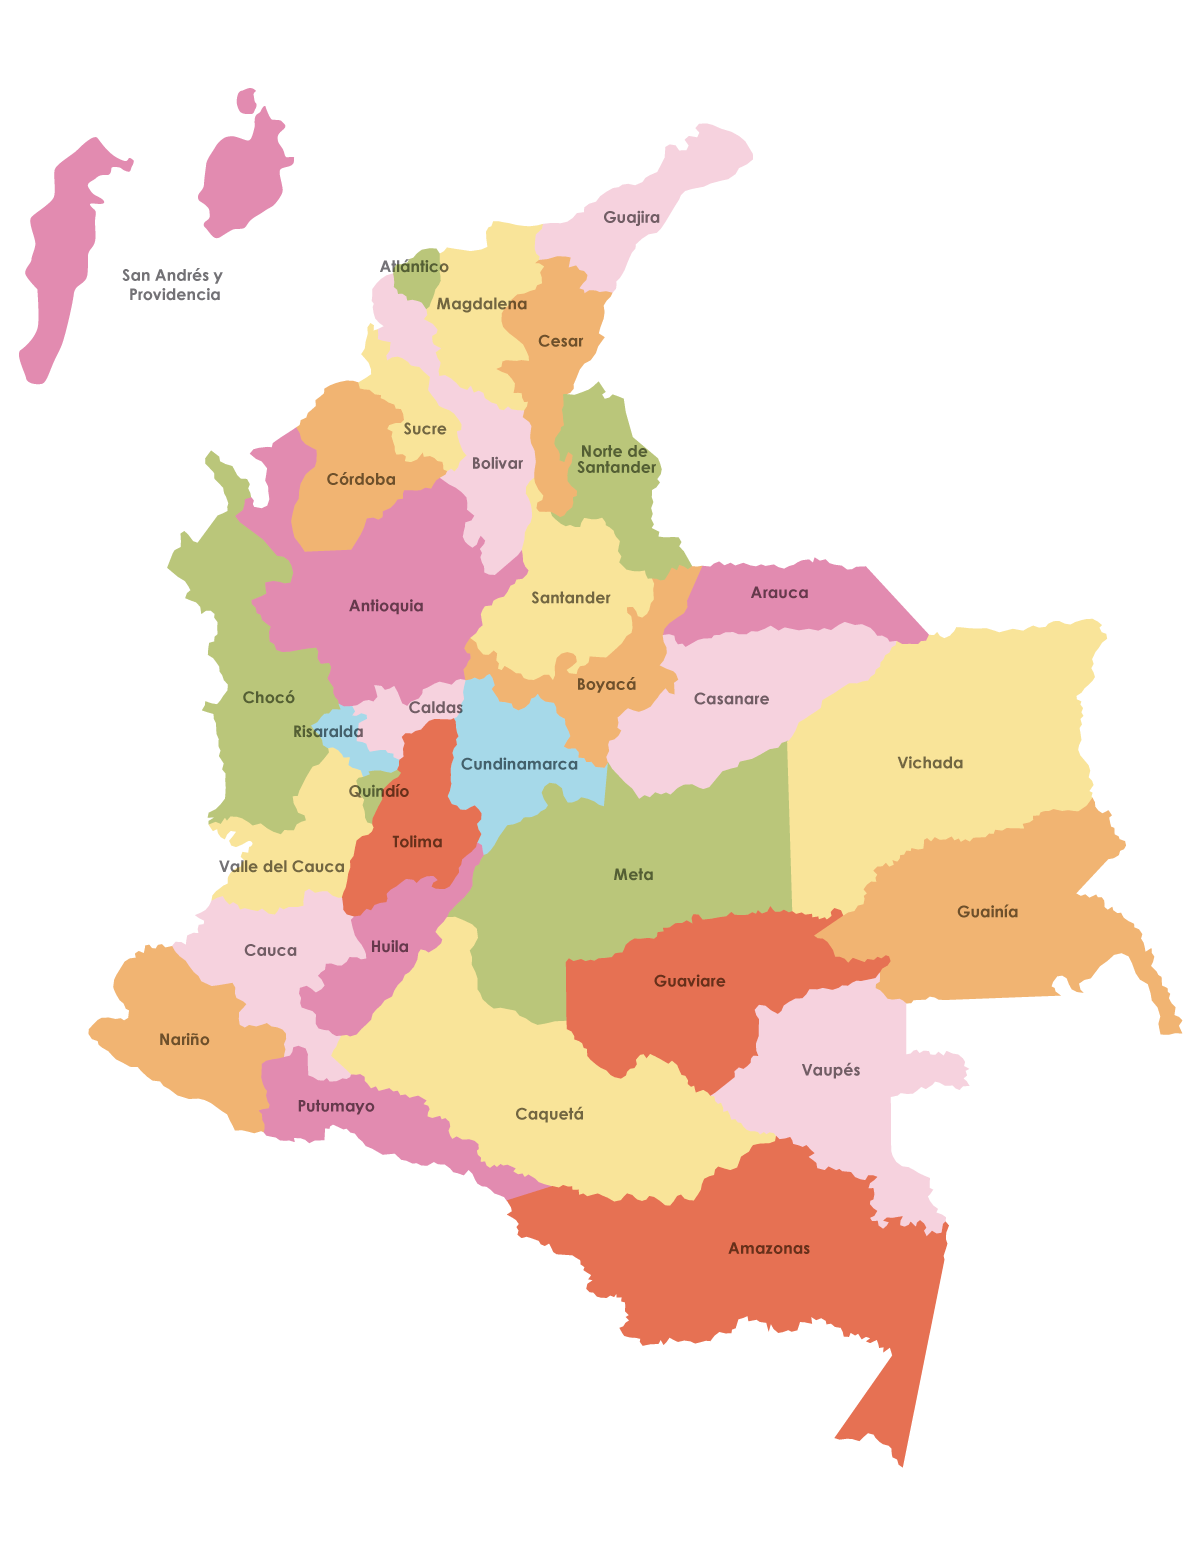 Guajira
Atlántico
San Andrés y
Providencia
Magdalena
Cesar
Sucre
Norte de
Santander
Bolivar
Córdoba
Arauca
Santander
Antioquia
Boyacá
Chocó
Casanare
Caldas
Risaralda
Vichada
Cundinamarca
Quindío
Tolima
Valle del Cauca
Meta
Guainía
Huila
Cauca
Guaviare
Nariño
Vaupés
Putumayo
Caquetá
Amazonas